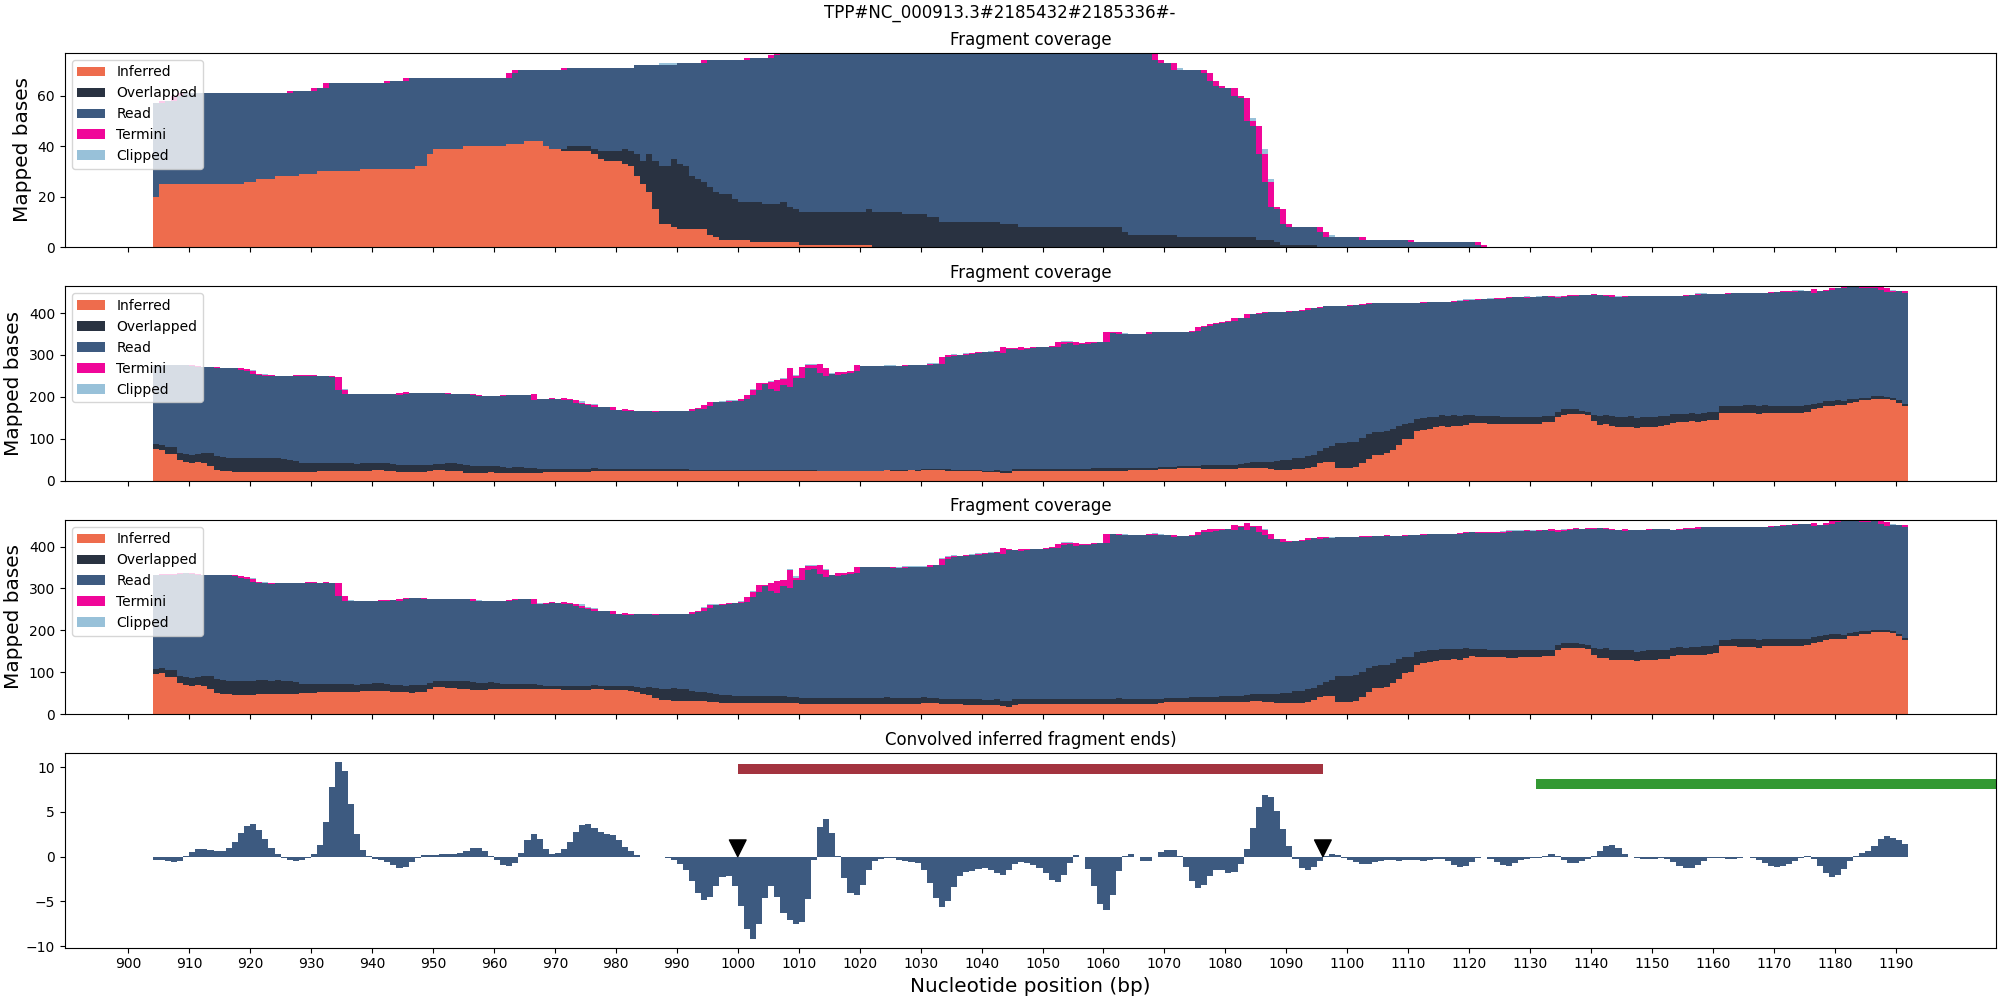 TPP#NC_000913.3#2185432#2185336#-
Fragment coverage
Mapped bases
60
40
20
0
Inferred
Overlapped
Read
Termini
Clipped
Fragment coverage
Mapped bases
400
300
200
100
0
Inferred
Overlapped
Read
Termini
Clipped
Fragment coverage
Mapped bases
400
300
200
100
0
Inferred
Overlapped
Read
Termini
Clipped
Convolved inferred fragment ends)
10
5
0
−5
−10
900 910 920 930 940 950 960 970 980 990 1000 1010 1020 1030 1040 1050 1060 1070 1080 1090 1100 1110 1120 1130 1140 1150 1160 1170 1180 1190
Nucleotide position (bp)